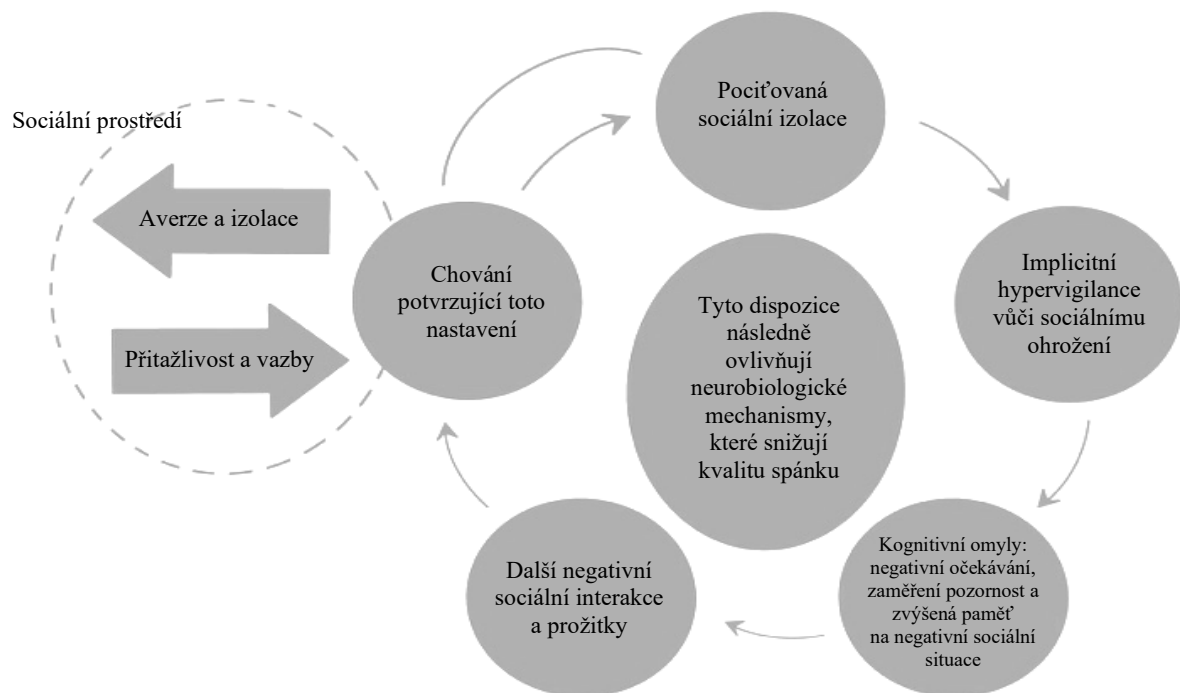 Sociální prostředí
Averze a izolace
Přitažlivost a vazby
Chování
potvrzující toto
nastavení
Pociťovaná
sociální izolace
Implicitní
hypervigilance
vůči sociálnímu
ohrožení
Kognitivní omyly:
negativní očekávání,
zaměření pozornost a
zvýšená paměť
na negativní sociální
situace
Další negativní
sociální interakce
a prožitky
Tyto dispozice
následně
ovlivňují
neurobiologické
mechanismy,
které snižují
kvalitu spánku